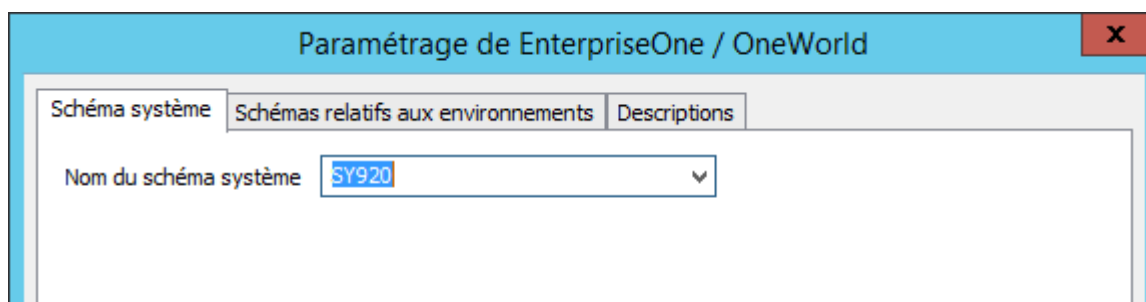 Paramétrage de EnterpriseOne / OneWorld
x
Schéma système Schémas relatifs aux environnements Descriptions
Nom du schéma système SY920